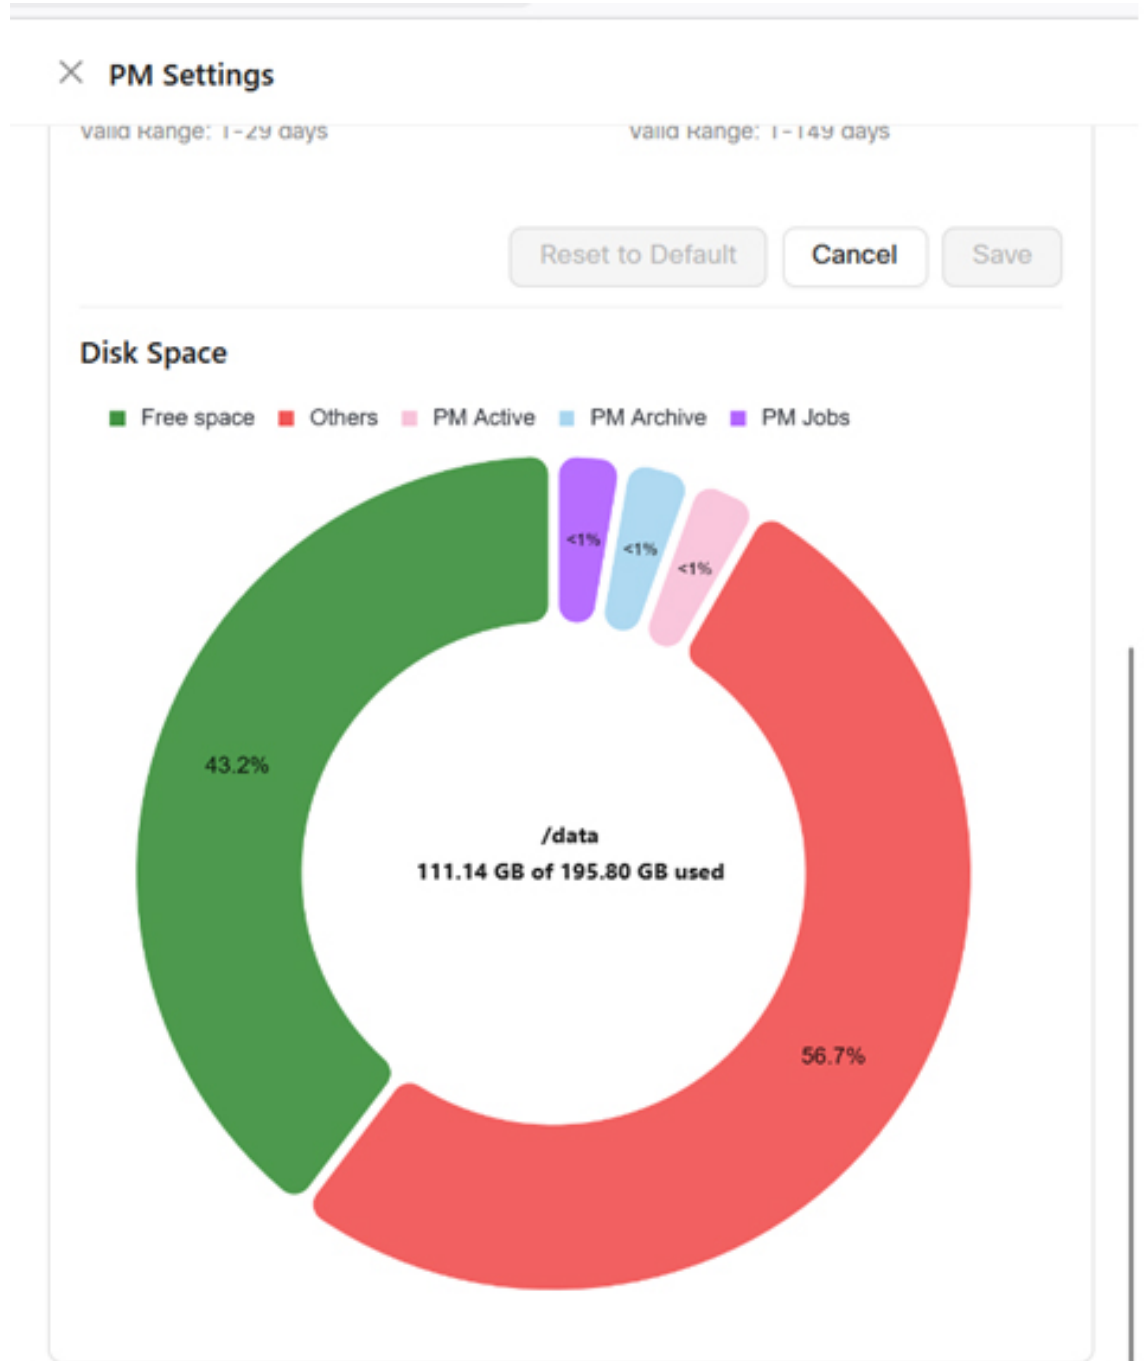 PM Settings
Valid Range: 1-29 days
Valid Range: 1-149 days
Reset to Default
Cancel
Save
Disk Space
Free space
Others
PM Active
PM Archive
PM Jobs
<1%
<1%
<1%
43.2%
/data
111.14 GB of 195.80 GB used
56.7%